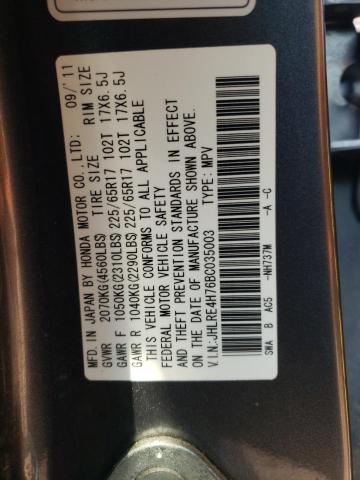 MFD. IN JAPAN BY HONDA MOTOR CO., LTD: 09/'11
GVWR 2070KG(4560LBS) TIRE SIZE RIM SIZE
GAWR F 1050KG(2310LBS) 225/65R17 102T 17X6.5J
GAWR R 1040KG(2290LBS) 225/65R17 102T 17X6.5J
THIS VEHICLE CONFORMS TO ALL APPLICABLE
FEDERAL MOTOR VEHICLE SAFETY
AND THEFT PREVENTION STANDARDS IN EFFECT
ON THE DATE OF MANUFACTURE SHOWN ABOVE.
V.I.N:JHLRE4H76BC035003 TYPE: MPV
SWA B AC5 -NH737M -A -C